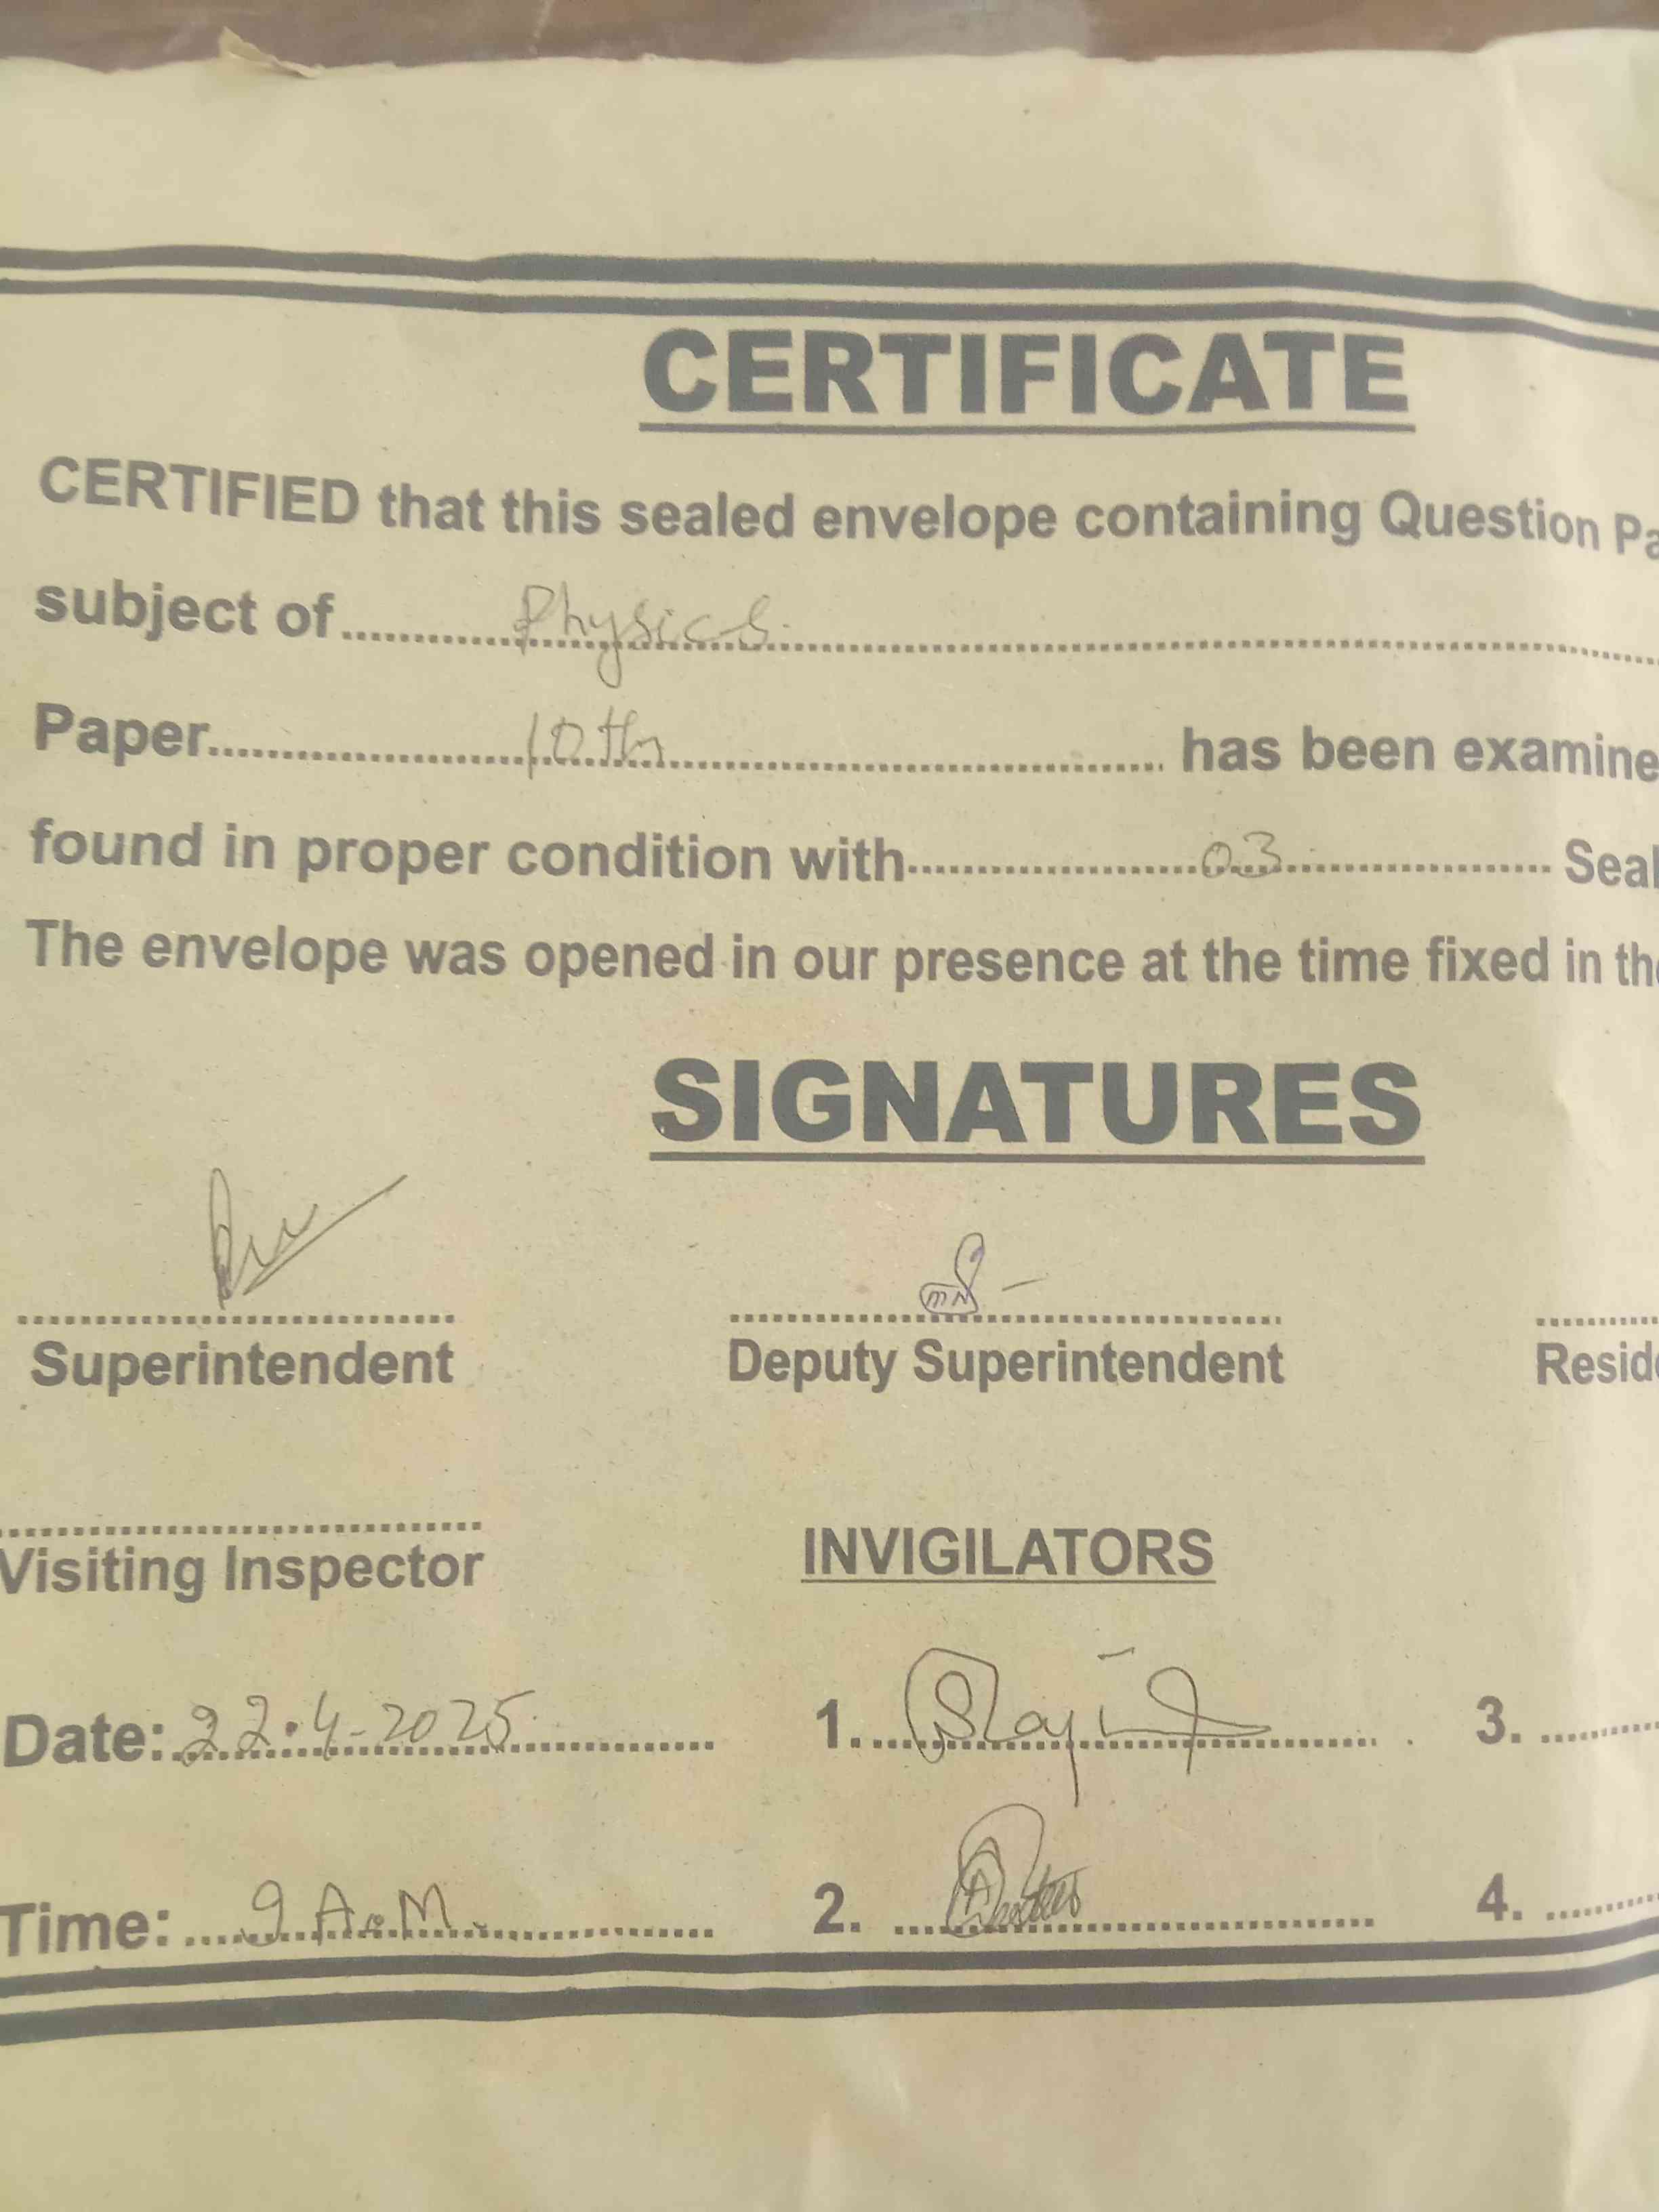 CERTIFICATE
CERTIFIED that this sealed envelope containing Question Pa
subject of..........Physics..........
Paper..........10th.......... has been examine
found in proper condition with..........03.......... Seal
The envelope was opened in our presence at the time fixed in the
SIGNATURES
Superintendent Deputy Superintendent Reside
Visiting Inspector INVIGILATORS
Date: 22.4-2025 1. 3.
Time: 9 A.M. 2. 4.